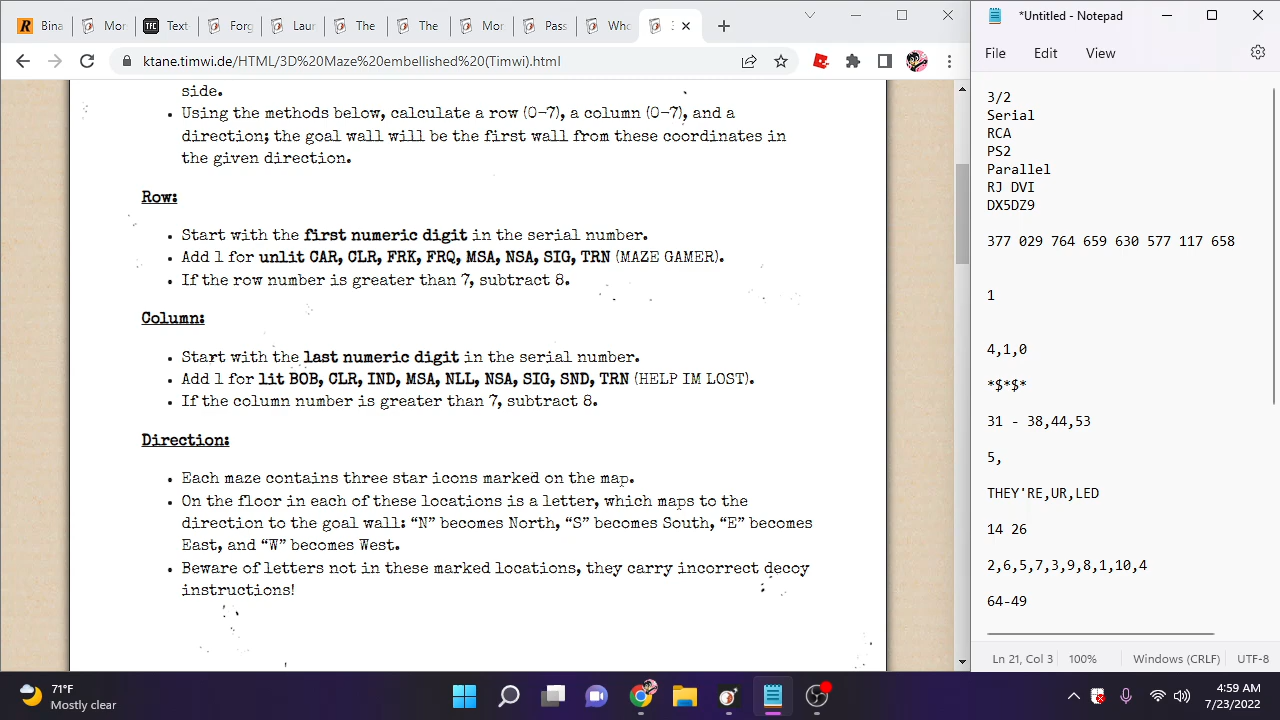 Bina
Mor
Text
Forg
Four
The
The
Mor
Pas
Who
*Untitled - Notepad
ktane.timwi.de/HTML/3D%20Maze%20embellished%20(Timwi).html
File Edit View
side.
• Using the methods below, calculate a row (0-7), a column (0-7), and a
direction; the goal wall will be the first wall from these coordinates in
the given direction.
Row:
• Start with the first numeric digit in the serial number.
• Add 1 for unlit CAR, CLR, FRK, FRQ, MSA, NSA, SIG, TRN (MAZE GAMER).
• If the row number is greater than 7, subtract 8.
Column:
• Start with the last numeric digit in the serial number.
• Add 1 for lit BOB, CLR, IND, MSA, NLL, NSA, SIG, SND, TRN (HELP IM LOST).
• If the column number is greater than 7, subtract 8.
Direction:
• Each maze contains three star icons marked on the map.
• On the floor in each of these locations is a letter, which maps to the
direction to the goal wall: “N” becomes North, “S” becomes South, “E” becomes
East, and “W” becomes West.
• Beware of letters not in these marked locations, they carry incorrect decoy
instructions!
3/2
Serial
RCA
PS2
Parallel
RJ DVI
DX5DZ9
377 029 764 659 630 577 117 658
1
4,1,0
*$*$*
31 - 38,44,53
5,
THEY'RE,UR,LED
14 26
2,6,5,7,3,9,8,1,10,4
64-49
Ln 21, Col 3 100% Windows (CRLF) UTF-8
71°F
Mostly clear
4:59 AM
7/23/2022